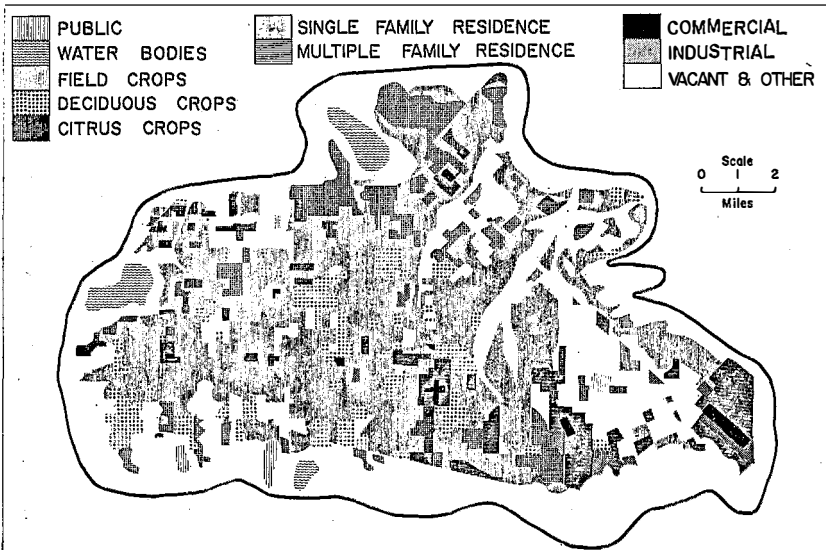 PUBLIC
WATER BODIES
FIELD CROPS
DECIDUOUS CROPS
CITRUS CROPS
SINGLE FAMILY RESIDENCE
MULTIPLE FAMILY RESIDENCE
COMMERCIAL
INDUSTRIAL
VACANT & OTHER
Scale
0 1 2
Miles